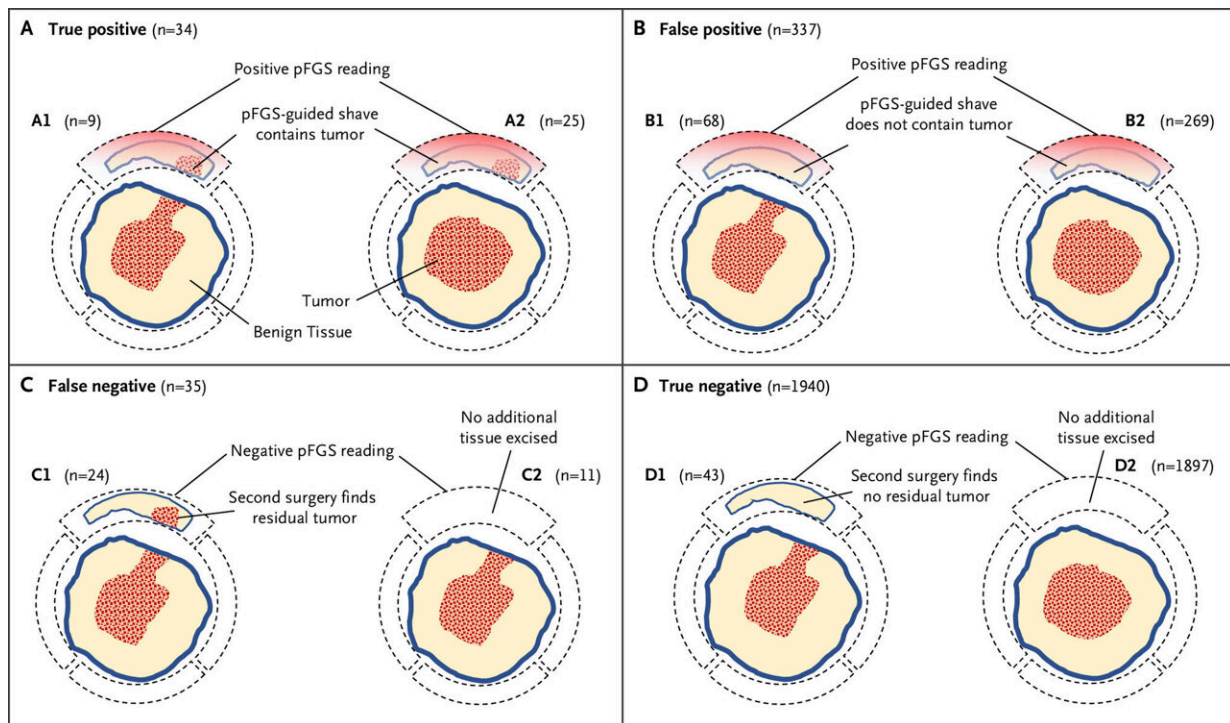 A True positive (n=34)
Positive pFGS reading
A1 (n=9)
pFGS-guided shave
contains tumor
A2 (n=25)
Tumor
Benign Tissue
B False positive (n=337)
Positive pFGS reading
B1 (n=68)
pFGS-guided shave
does not contain tumor
B2 (n=269)
C False negative (n=35)
No additional
tissue excised
Negative pFGS reading
C1 (n=24)
C2 (n=11)
Second surgery finds
residual tumor
D True negative (n=1940)
No additional
tissue excised
Negative pFGS reading
D1 (n=43)
D2 (n=1897)
Second surgery finds
no residual tumor